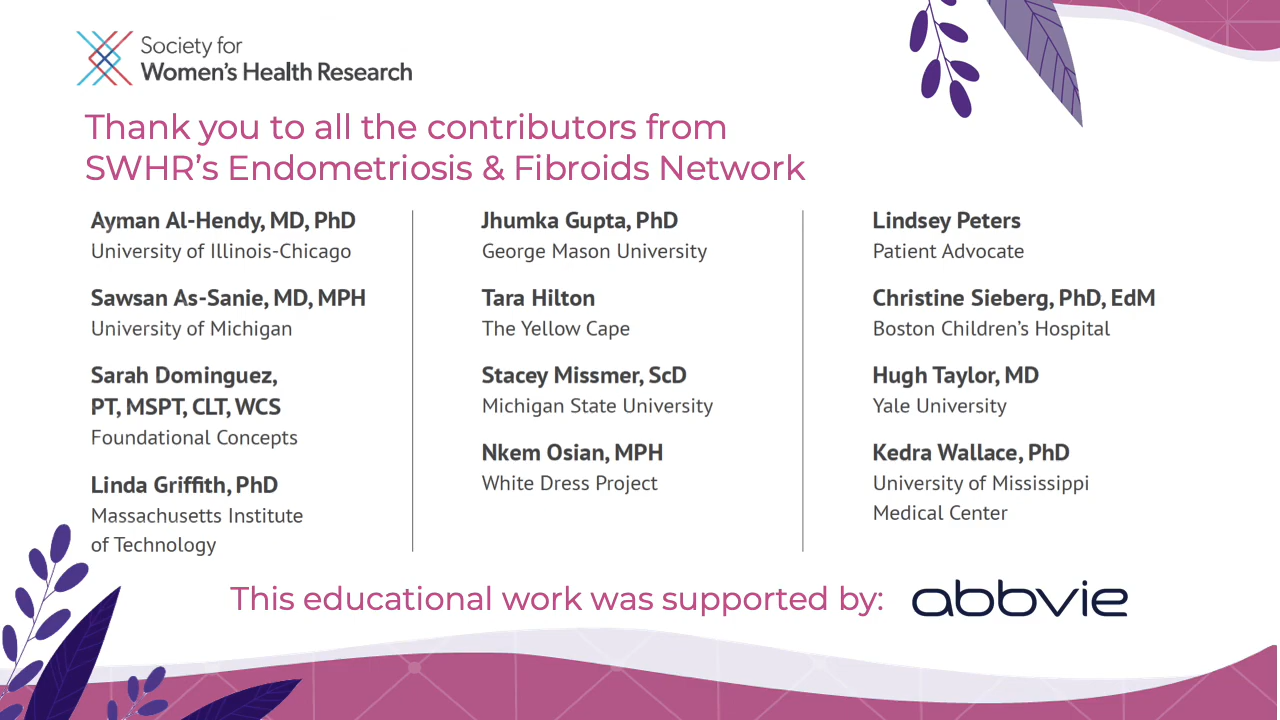 Society for
Women's Health Research
Thank you to all the contributors from
SWHR's Endometriosis & Fibroids Network
Ayman Al-Hendy, MD, PhD
University of Illinois-Chicago
Sawsan As-Sanie, MD, MPH
University of Michigan
Sarah Dominguez,
PT, MSPT, CLT, WCS
Foundational Concepts
Linda Griffith, PhD
Massachusetts Institute
of Technology
Jhumka Gupta, PhD
George Mason University
Tara Hilton
The Yellow Cape
Stacey Missmer, ScD
Michigan State University
Nkem Osian, MPH
White Dress Project
Lindsey Peters
Patient Advocate
Christine Sieberg, PhD, EdM
Boston Children's Hospital
Hugh Taylor, MD
Yale University
Kedra Wallace, PhD
University of Mississippi
Medical Center
This educational work was supported by: abbvie